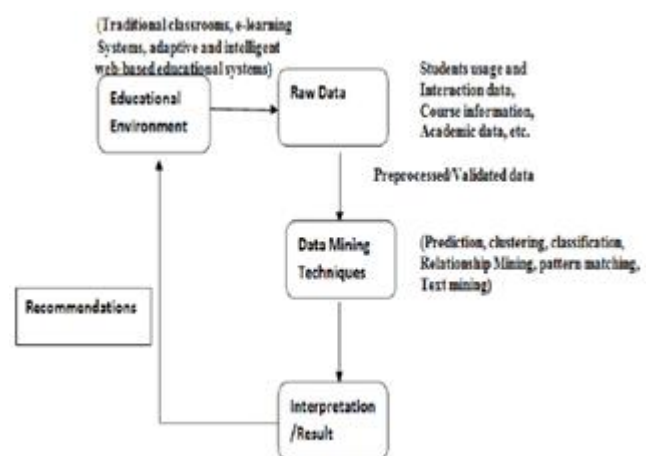 (Traditional classrooms, e-learning
Systems, adaptive and intelligent
web-based educational systems)
Educational
Environment
Raw Data
Students usage and
Interaction data,
Course information,
Academic data, etc.
Preprocessed/Validated data
Data Mining
Techniques
(Prediction, clustering, classification,
Relationship Mining, pattern matching,
Text mining)
Recommendations
Interpretation
/Result